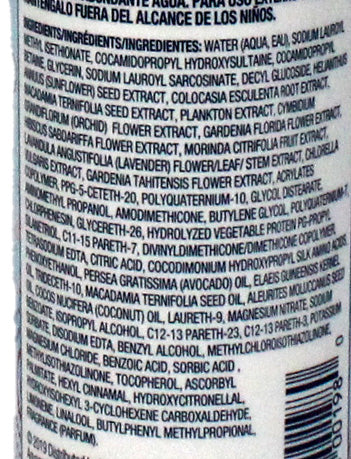 ABUNDANTE AGUA. PARA USO
MANTÉNGALO FUERA DEL ALCANCE DE LOS NIÑOS.
INGREDIENTS/INGRÉDIENTS/INGREDIENTES: WATER (AQUA, EAU), SODIUM LAUROYL
METHYL ISETHIONATE, COCAMIDOPROPYL HYDROXYSULTAINE, COCAMIDOPROPYL
BETAINE, GLYCERIN, SODIUM LAUROYL SARCOSINATE, DECYL GLUCOSIDE, HELIANTHUS
ANNUUS (SUNFLOWER) SEED EXTRACT, COLOCASIA ESCULENTA ROOT EXTRACT,
MACADAMIA TERNIFOLIA SEED EXTRACT, PLANKTON EXTRACT, CYMBIDIUM
GRANDIFLORUM (ORCHID) FLOWER EXTRACT, GARDENIA FLORIDA FLOWER EXTRACT,
HIBISCUS SABDARIFFA FLOWER EXTRACT, MORINDA CITRIFOLIA FRUIT EXTRACT,
LAVANDULA ANGUSTIFOLIA (LAVENDER) FLOWER/LEAF/ STEM EXTRACT, CHLORELLA
VULGARIS EXTRACT, GARDENIA TAHITENSIS FLOWER EXTRACT, ACRYLATES
COPOLYMER, PPG-5-CETETH-20, POLYQUATERNIUM-10, GLYCOL DISTEARATE,
AMINOMETHYL PROPANOL, AMODIMETHICONE, BUTYLENE GLYCOL, POLYQUATERNIUM-7,
CHLORPHENESIN, GLYCERETH-26, HYDROLYZED VEGETABLE PROTEIN PG-PROPYL
SILANETRIOL, C11-15 PARETH-7, DIVINYLDIMETHICONE/DIMETHICONE COPOLYMER,
TETRASODIUM EDTA, CITRIC ACID, COCODIMONIUM HYDROXYPROPYL SILK AMINO ACIDS,
PHENOXYETHANOL, PERSEA GRATISSIMA (AVOCADO) OIL, ELAEIS GUINEENSIS KERNEL
OIL, TRIDECETH-10, MACADAMIA TERNIFOLIA SEED OIL, ALEURITES MOLUCCANUS SEED
OIL, COCOS NUCIFERA (COCONUT) OIL, LAURETH-9, MAGNESIUM NITRATE, SODIUM
BENZOATE, ISOPROPYL ALCOHOL, C12-13 PARETH-23, C12-13 PARETH-3, POTASSIUM
SORBATE, DISODIUM EDTA, BENZYL ALCOHOL, METHYLCHLOROISOTHIAZOLINONE,
MAGNESIUM CHLORIDE, BENZOIC ACID, SORBIC ACID,
METHYLISOTHIAZOLINONE, TOCOPHEROL, ASCORBYL
PALMITATE, HEXYL CINNAMAL, HYDROXYCITRONELLAL,
HYDROXYISOHEXYL 3-CYCLOHEXENE CARBOXALDEHYDE,
LIMONENE, LINALOOL, BUTYLPHENYL METHYLPROPIONAL,
FRAGRANCE (PARFUM).
© 2019